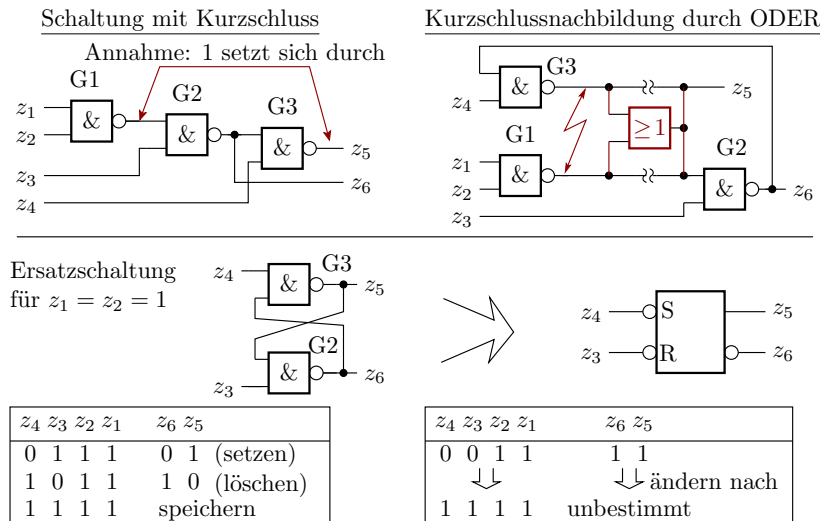 Schaltung mit Kurzschluss
Annahme: 1 setzt sich durch
G1
G2
G3
z₁
z₂
z₃
z₄
&
&
&
z₅
z₆
Kurzschlussnachbildung durch ODER
G3
z₄
&
z₅
≥1
G1
z₁
z₂
&
z₃
G2
&
z₆
Ersatzschaltung
für z₁ = z₂ = 1
z₄
&
G3
z₅
G2
z₃
&
z₆
z₄
S
z₅
z₃
R
z₆
z₄ z₃ z₂ z₁ z₆ z₅
0 1 1 1 0 1 (setzen)
1 0 1 1 1 0 (löschen)
1 1 1 1 speichern
z₄ z₃ z₂ z₁ z₆ z₅
0 0 1 1 1 1
ändern nach
1 1 1 1 unbestimmt